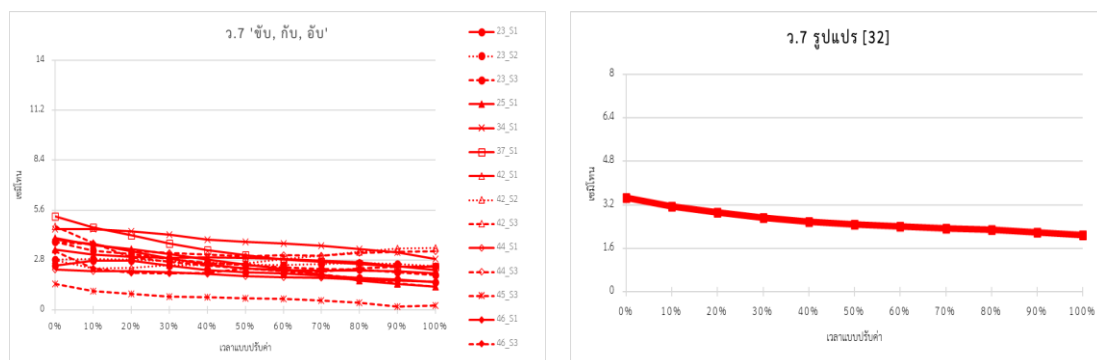 ว.7 'ขับ, กับ, อับ'
14
11.2
8.4
5.6
2.8
0
เซมิโทน
0% 10% 20% 30% 40% 50% 60% 70% 80% 90% 100%
เวลาแบบปรับค่า
23_S1
23_S2
23_S3
25_S1
34_S1
37_S1
42_S1
42_S2
42_S3
44_S1
44_S3
45_S3
46_S1
46_S3
ว.7 รูปแปร [32]
8
6.4
4.8
3.2
1.6
0
เซมิโทน
0% 10% 20% 30% 40% 50% 60% 70% 80% 90% 100%
เวลาแบบปรับค่า